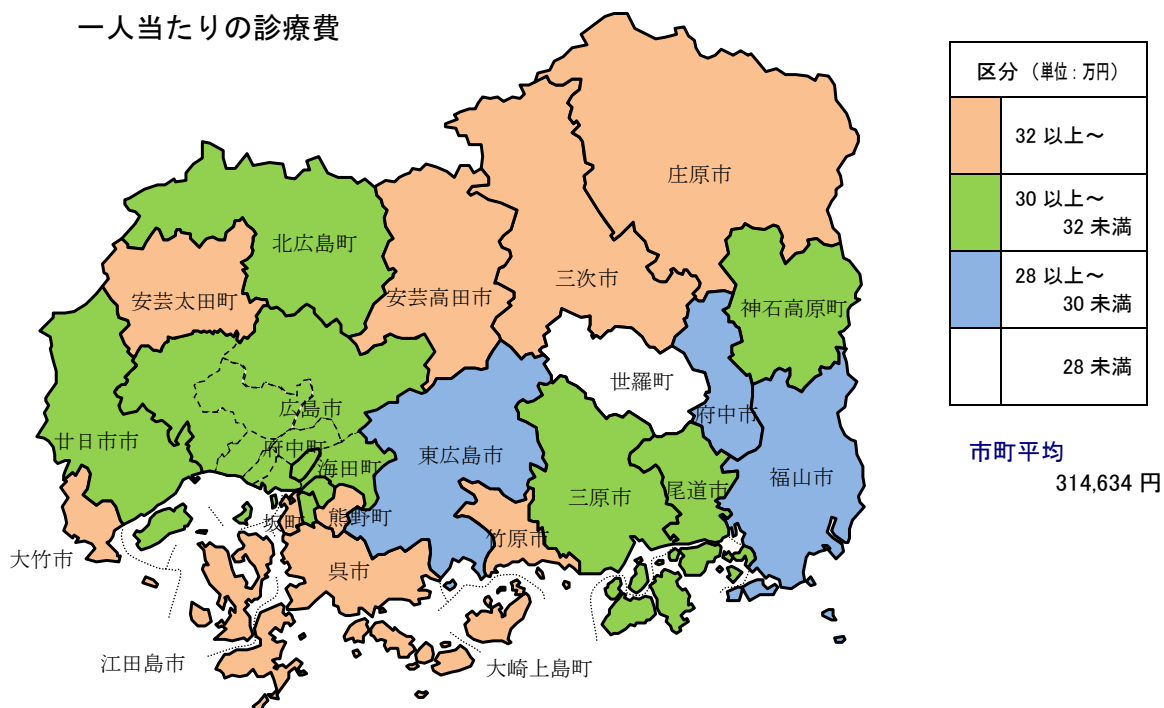 一人当たりの診療費
区分（単位：万円）
32 以上～
30 以上～
32 未満
28 以上～
30 未満
28 未満
市町平均
314,634 円
庄原市
北広島町
三次市
安芸太田町
安芸高田市
神石高原町
世羅町
広島市
府中市
廿日市市
府中町
海田町
東広島市
福山市
三原市
尾道市
坂町
熊野町
竹原市
大竹市
呉市
江田島市
大崎上島町